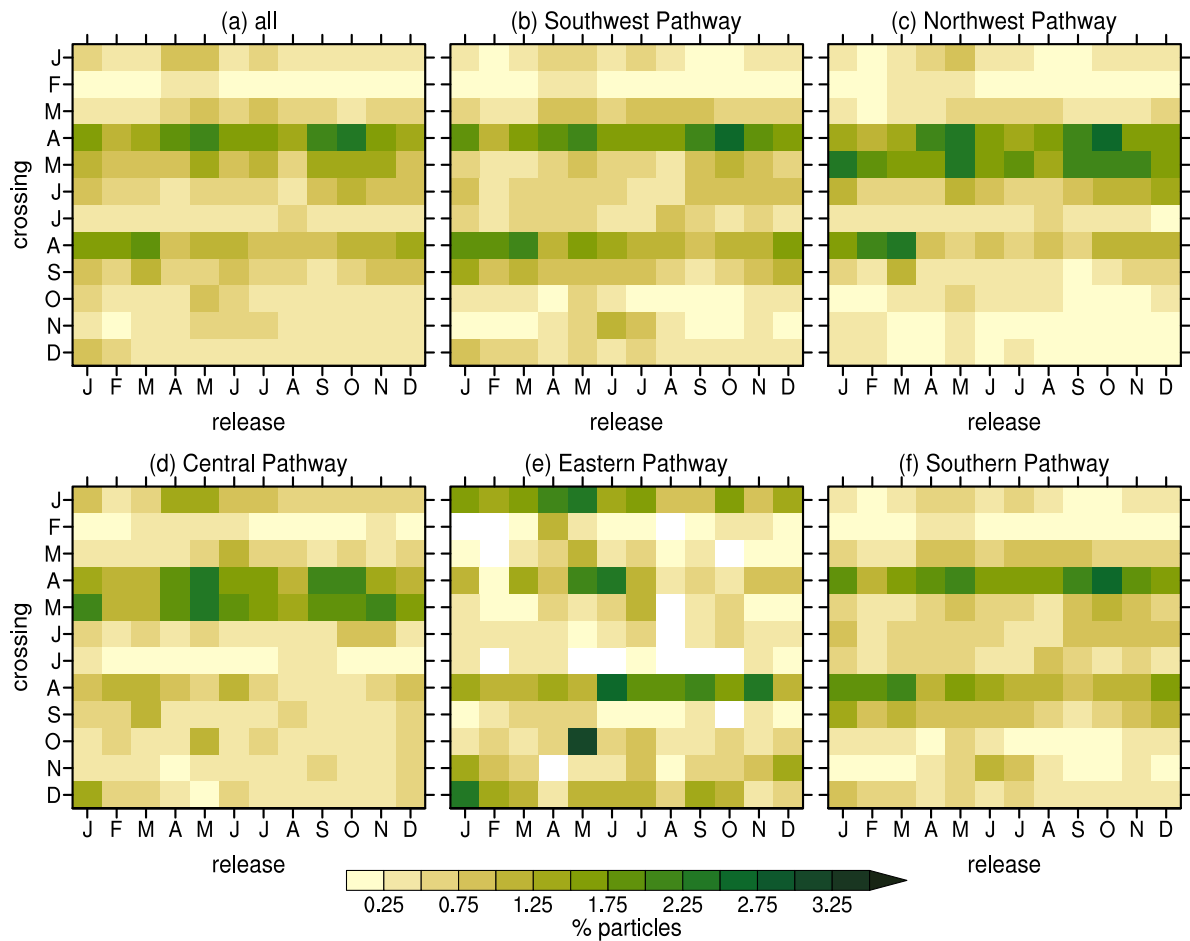 (a) all
(b) Southwest Pathway
(c) Northwest Pathway
crossing
J
F
M
A
M
J
J
A
S
O
N
D
J F M A M J J A S O N D
J F M A M J J A S O N D
J F M A M J J A S O N D
release
release
release
(d) Central Pathway
(e) Eastern Pathway
(f) Southern Pathway
crossing
J
F
M
A
M
J
J
A
S
O
N
D
J F M A M J J A S O N D
J F M A M J J A S O N D
J F M A M J J A S O N D
release
release
0.25 0.75 1.25 1.75 2.25 2.75 3.25
% particles